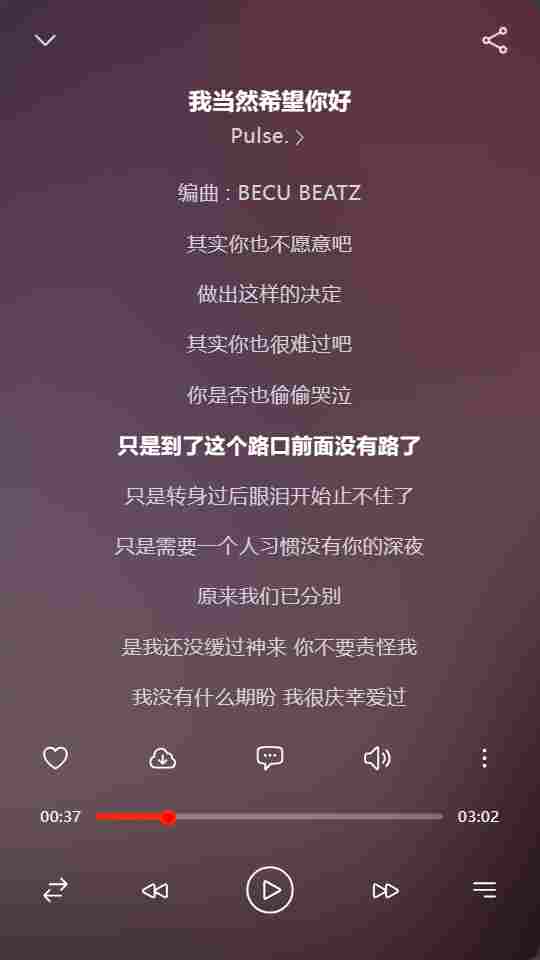 我当然希望你好
Pulse.
编曲 : BECU BEATZ
其实你也不愿意吧
做出这样的决定
其实你也很难过吧
你是否也偷偷哭泣
只是到了这个路口前面没有路了
只是转身过后眼泪开始止不住了
只是需要一个人习惯没有你的深夜
原来我们已分别
是我还没缓过神来 你不要责怪我
我没有什么期盼 我很庆幸爱过
00:37
03:02